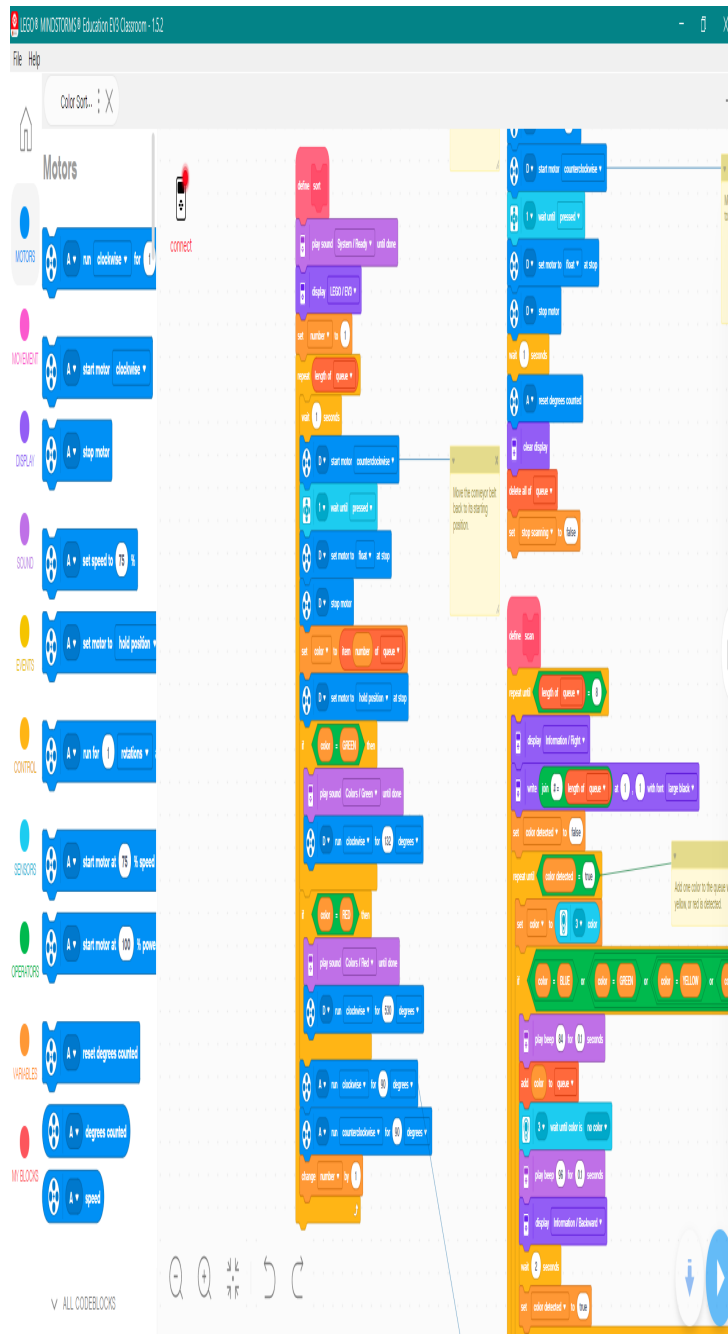 LEGO® MINDSTORMS® Education EV3 Classroom - 1.5.2
File Help
Color Sort...
Motors
MOTORS
MOVEMENT
DISPLAY
SOUND
EVENTS
CONTROL
SENSORS
OPERATORS
VARIABLES
MY BLOCKS
A run clockwise for 1
A start motor clockwise
A stop motor
A set speed to 75 %
A set motor to hold position
A run for 1 rotations
A start motor at 75 % speed
A start motor at 100 % powe
A reset degrees counted
A degrees counted
A speed
ALL CODEBLOCKS
connect
define sort
play sound System / Ready until done
display LEGO / EV3
set number to 1
repeat length of queue
wait 1 seconds
D start motor counterclockwise
1 wait until pressed
D set motor to float at stop
D stop motor
set color to item number of queue
D set motor to hold position at stop
if color = GREEN then
play sound Colors / Green until done
D run clockwise for 132 degrees
if color = RED then
play sound Colors / Red until done
D run clockwise for 530 degrees
A run clockwise for 90 degrees
A run counterclockwise for 90 degrees
change number by 1
Move the conveyor belt
back to its starting
position.
D start motor counterclockwise
1 wait until pressed
D set motor to float at stop
D stop motor
wait 1 seconds
A reset degrees counted
clear display
delete all of queue
set stop scanning to false
define scan
repeat until length of queue = 8
display Information / Right
write join length of queue at 1 , 1 with font large black
set color detected to false
repeat until color detected = true
set color to 3 color
if color = BLUE or color = GREEN or color = YELLOW or
play beep for 0.1 seconds
add color to queue
3 wait until color is no color
play beep for 0.1 seconds
display Information / Backward
wait 2 seconds
set color detected to true
Add one color to the queue
yellow, or red is detected.